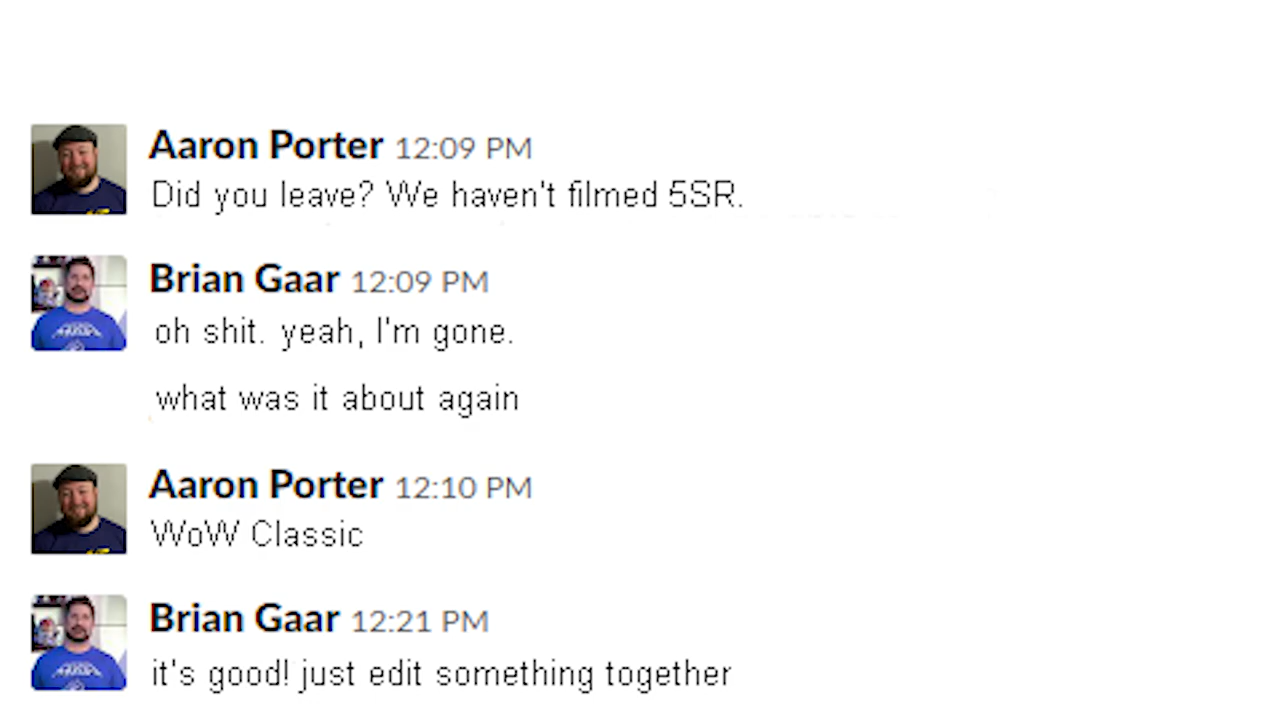 Aaron Porter 12:09 PM
Did you leave? We haven't filmed 5SR.
Brian Gaar 12:09 PM
oh shit. yeah, I'm gone.
what was it about again
Aaron Porter 12:10 PM
WoW Classic
Brian Gaar 12:21 PM
it's good! just edit something together